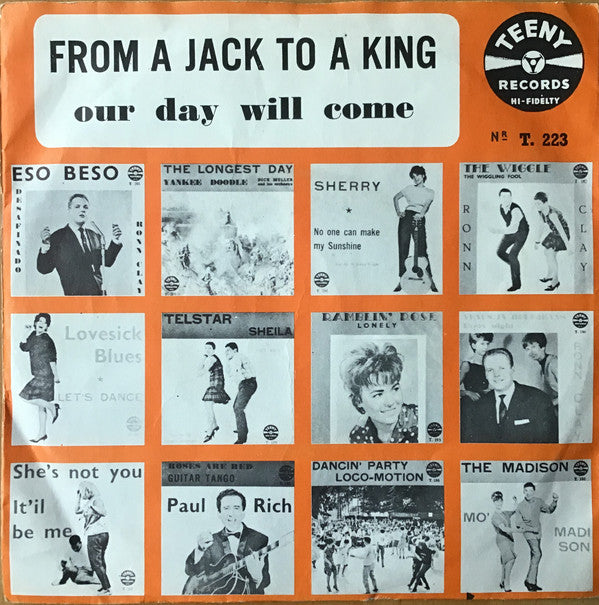 FROM A JACK TO A KING
our day will come
TEENY
RECORDS
HI-FIDELTY
NR T. 223
ESO BESO
DESAFINADO
RONN CLAY
THE LONGEST DAY
YANKEE DOODLE
SHERRY
*
No one can make
my Sunshine
THE WIGGLE
THE WIGGLING FOOL
RONN
CLAY
Lovesick
Blues
*
LET'S DANCE
TELSTAR
SHEILA
RAMBLIN' ROSE
LONELY
She's not you
It'il
be me
ROSES ARE RED
GUITAR TANGO
Paul Rich
DANCIN' PARTY
LOCO-MOTION
THE MADISON
MO'
MADI
SON